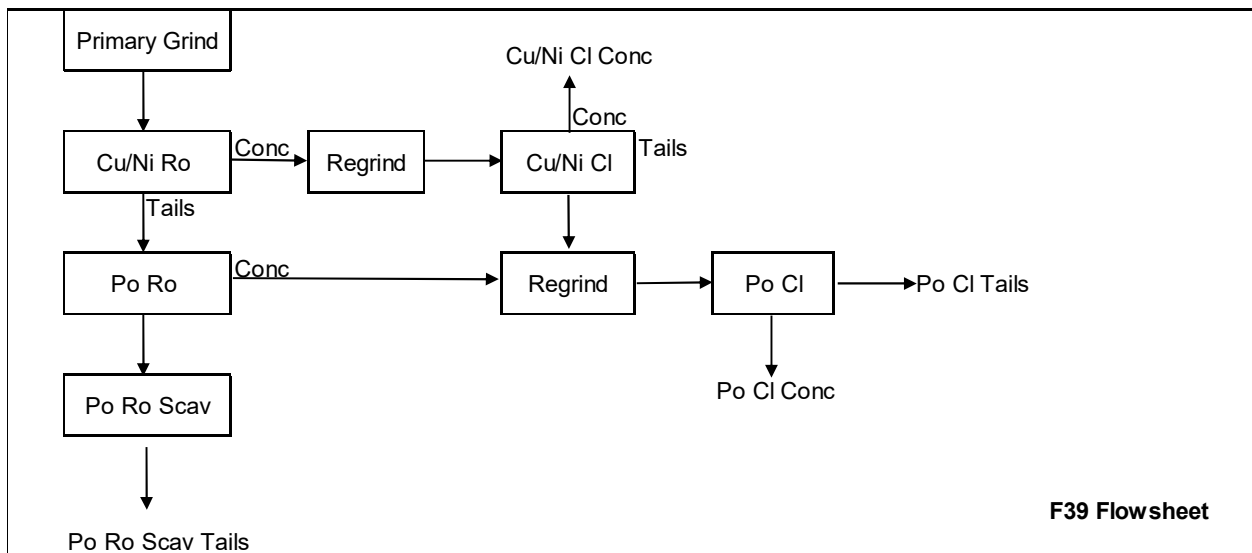 Primary Grind
Cu/Ni Cl Conc
Conc
Cu/Ni Ro
Conc
Regrind
Cu/Ni Cl
Tails
Tails
Po Ro
Conc
Regrind
Po Cl
Po Cl Tails
Po Ro Scav
Po Cl Conc
F39 Flowsheet
Po Ro Scav Tails